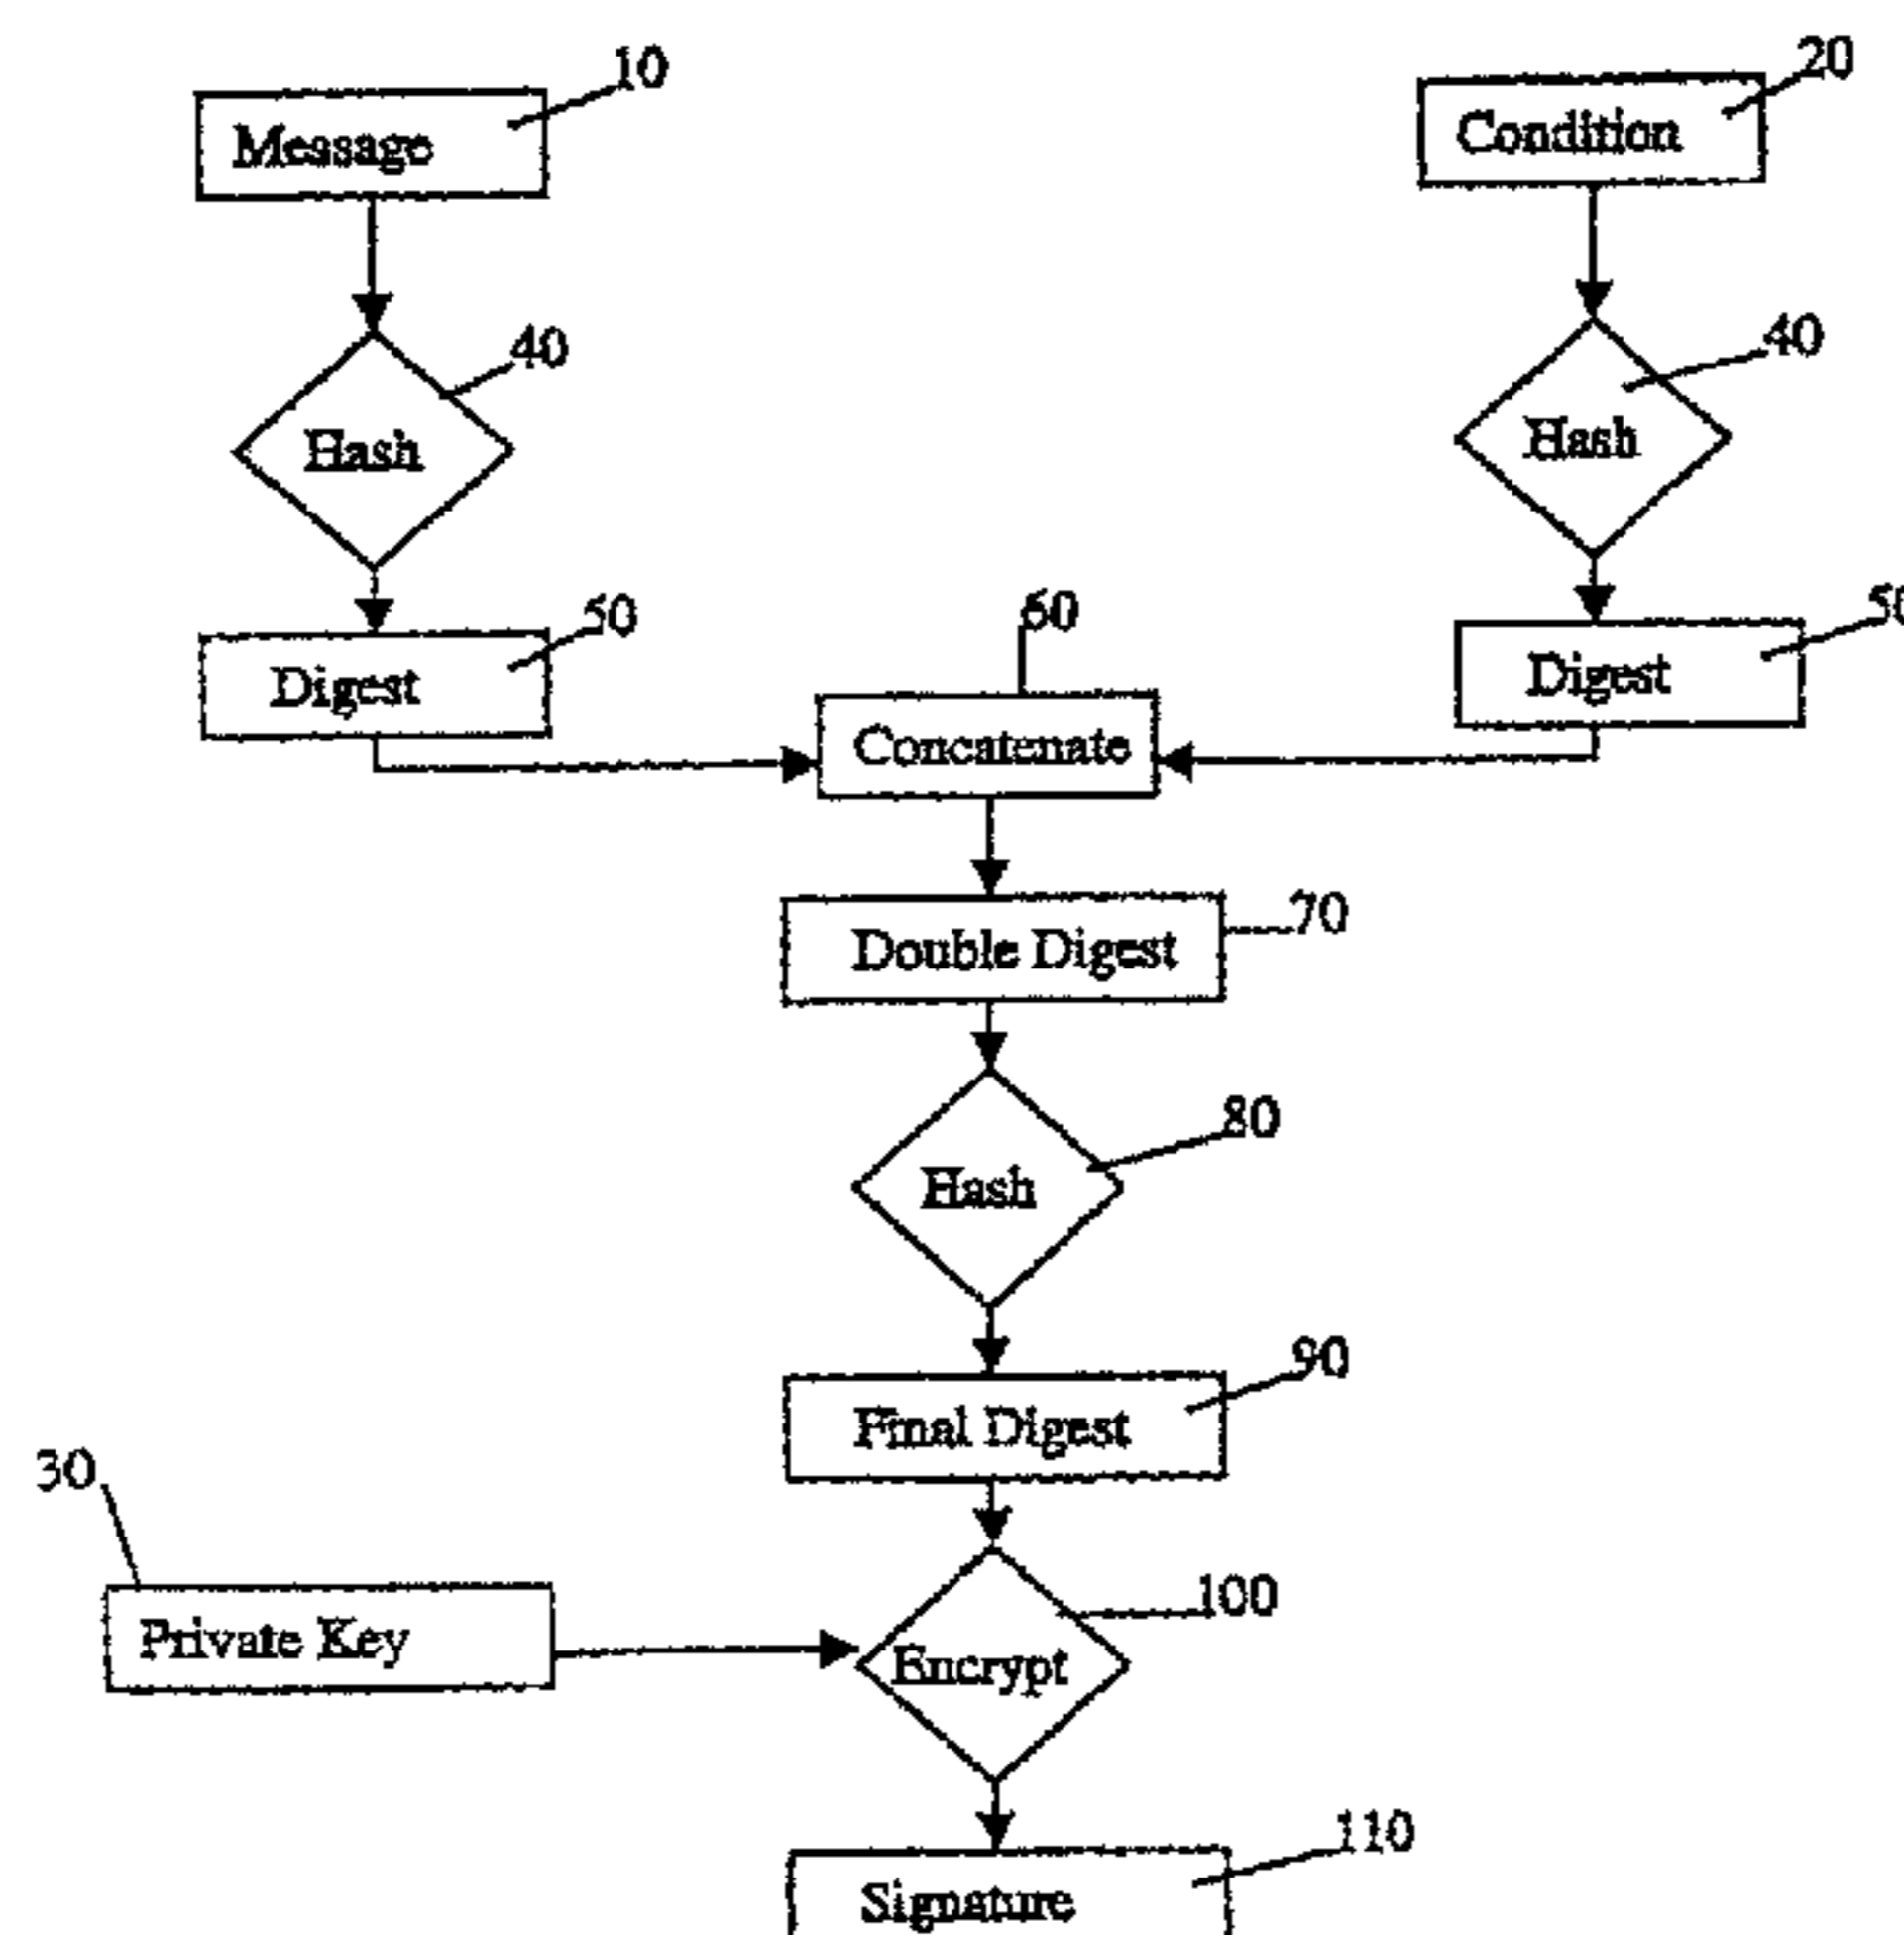 10
20
Message
Condition
40
40
Hash
Hash
50
60
50
Digest
Digest
Concatenate
70
Double Digest
80
Hash
90
Final Digest
30
100
Private Key
Encrypt
110
Signature